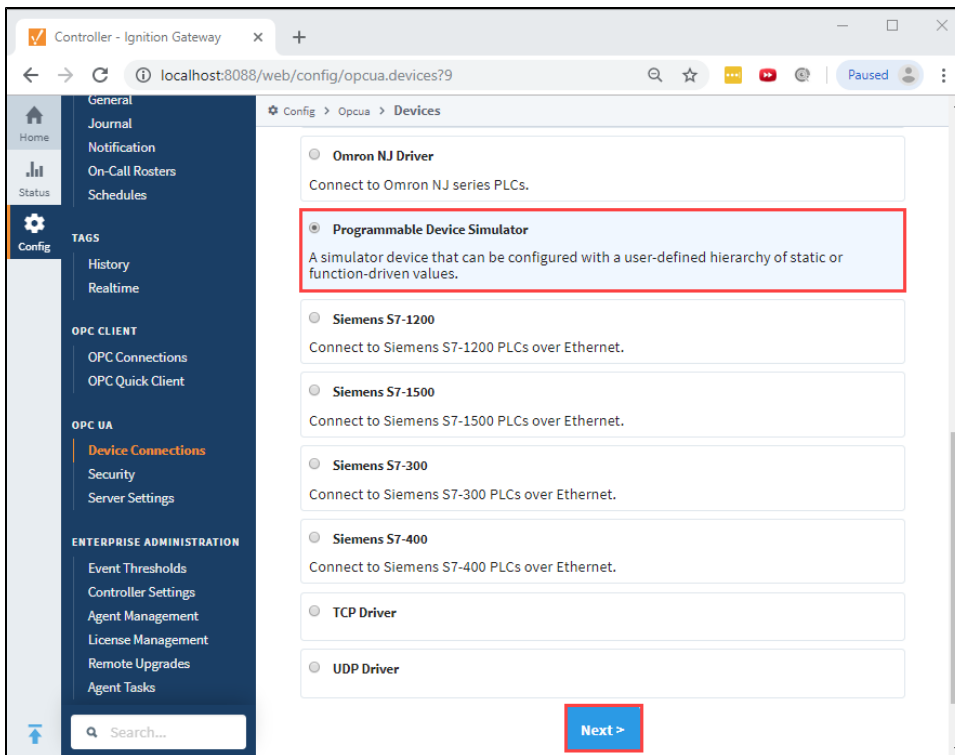 Controller - Ignition Gateway
localhost:8088/web/config/opcua.devices?9
Paused
Home
Status
Config
General
Journal
Notification
On-Call Rosters
Schedules
TAGS
History
Realtime
OPC CLIENT
OPC Connections
OPC Quick Client
OPC UA
Device Connections
Security
Server Settings
ENTERPRISE ADMINISTRATION
Event Thresholds
Controller Settings
Agent Management
License Management
Remote Upgrades
Agent Tasks
Search...
Config > Opcua > Devices
Omron NJ Driver
Connect to Omron NJ series PLCs.
Programmable Device Simulator
A simulator device that can be configured with a user-defined hierarchy of static or
function-driven values.
Siemens S7-1200
Connect to Siemens S7-1200 PLCs over Ethernet.
Siemens S7-1500
Connect to Siemens S7-1500 PLCs over Ethernet.
Siemens S7-300
Connect to Siemens S7-300 PLCs over Ethernet.
Siemens S7-400
Connect to Siemens S7-400 PLCs over Ethernet.
TCP Driver
UDP Driver
Next >